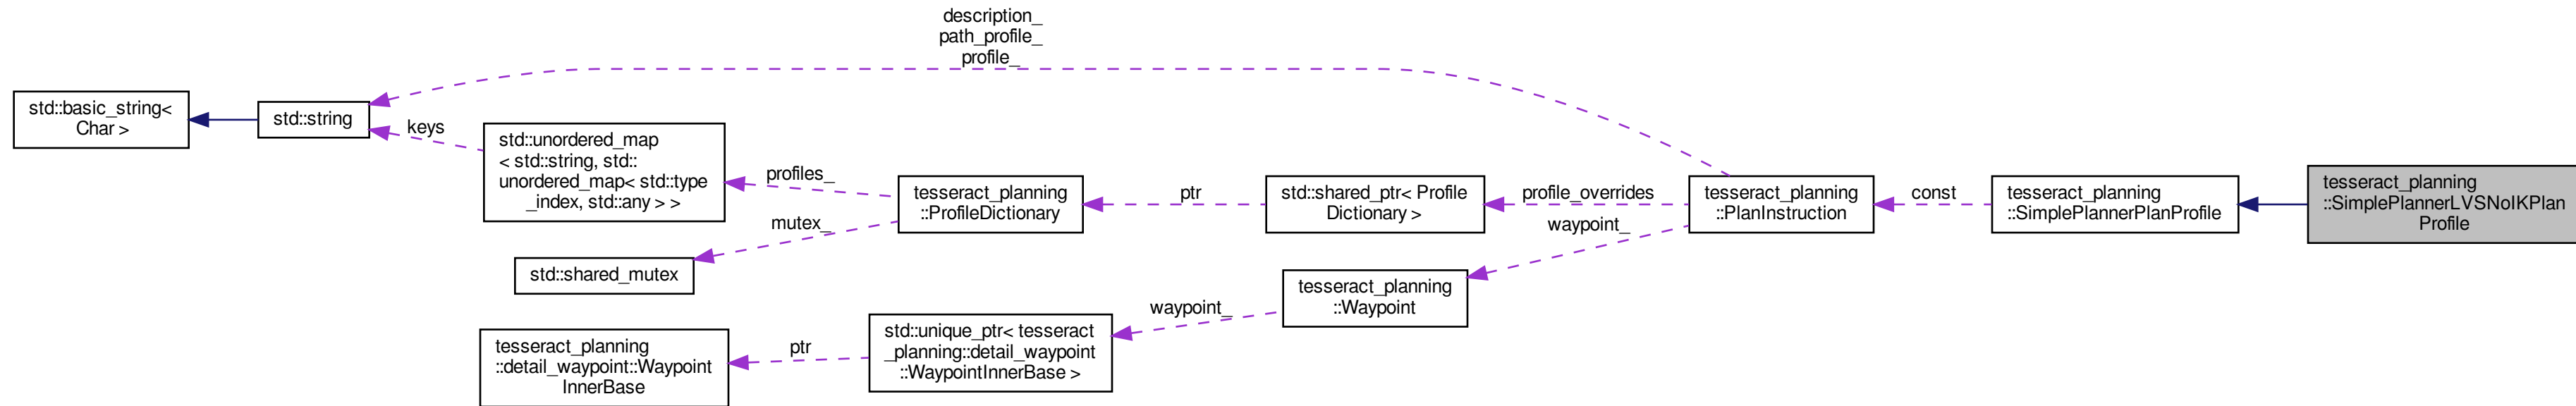 description_
path_profile_
profile_
std::basic_string<
Char >
std::string
keys
std::unordered_map
< std::string, std::
unordered_map< std::type
_index, std::any > >
profiles_
mutex_
std::shared_mutex
tesseract_planning
::ProfileDictionary
ptr
std::shared_ptr< Profile
Dictionary >
profile_overrides
waypoint_
tesseract_planning
::PlanInstruction
const
tesseract_planning
::SimplePlannerPlanProfile
tesseract_planning
::SimplePlannerLVSNoIKPlan
Profile
tesseract_planning
::Waypoint
waypoint_
std::unique_ptr< tesseract
_planning::detail_waypoint
::WaypointInnerBase >
ptr
tesseract_planning
::detail_waypoint::Waypoint
InnerBase